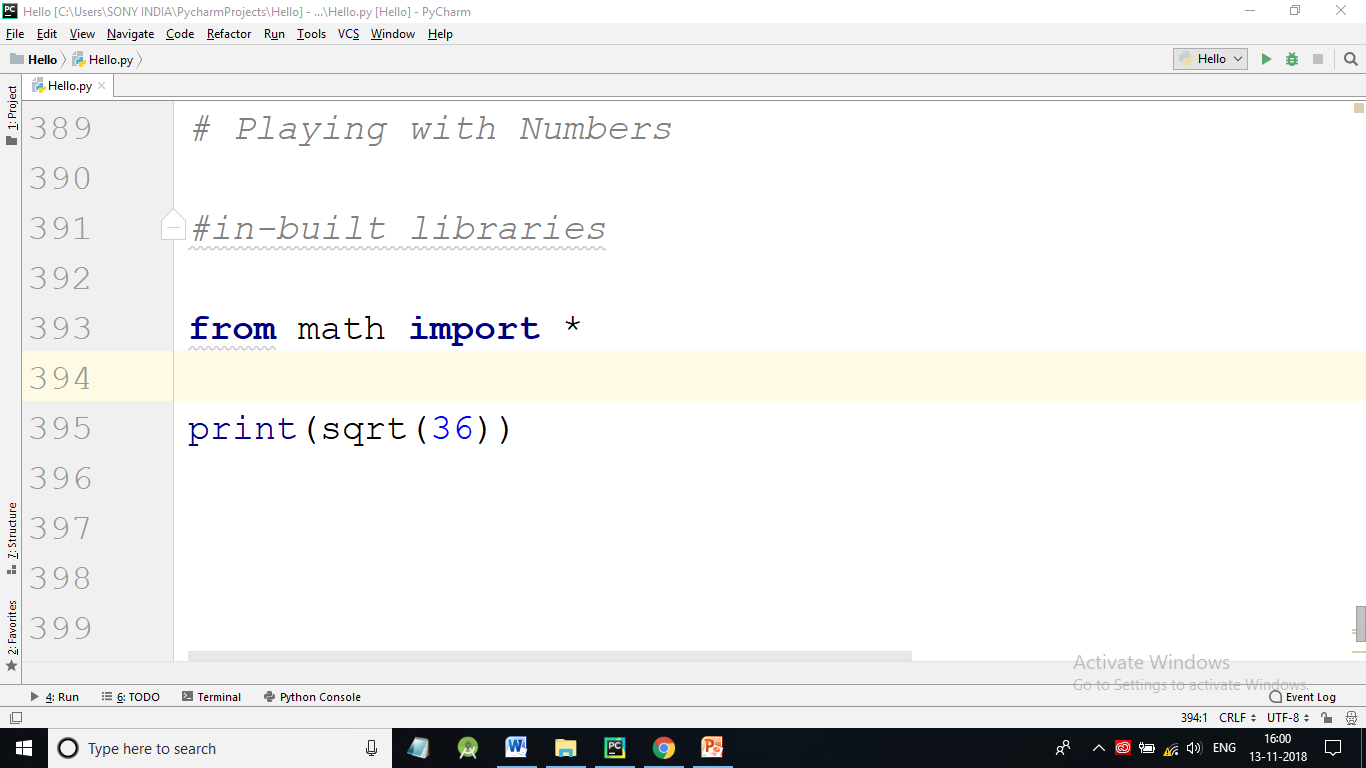 Hello [C:\Users\SONY INDIA\PycharmProjects\Hello] - ...\Hello.py [Hello] - PyCharm
File Edit View Navigate Code Refactor Run Tools VCS Window Help
Hello Hello.py Hello
Hello.py
1: Project
389 # Playing with Numbers
390
391 #in-built libraries
392
393 from math import *
394
395 print(sqrt(36))
396
397
398
399
7: Structure
2: Favorites
Activate Windows
Go to Settings to activate Windows.
4: Run 6: TODO Terminal Python Console Event Log
394:1 CRLF UTF-8
Type here to search
ENG
16:00
13-11-2018